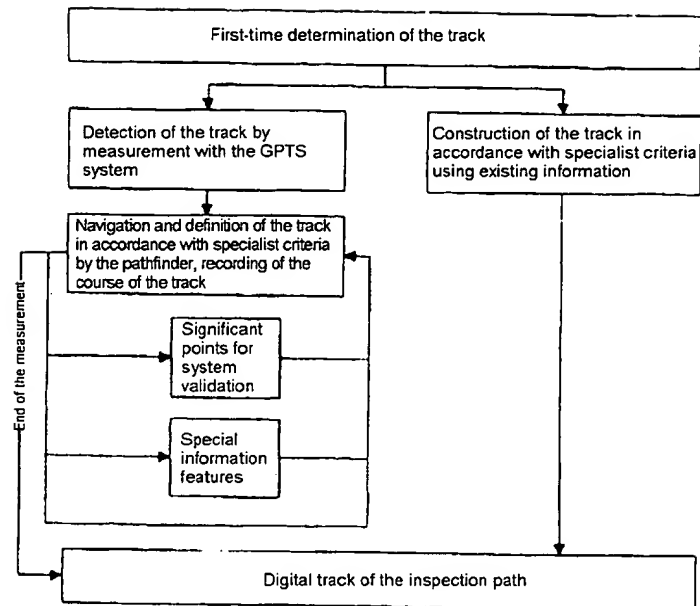 First-time determination of the track
Detection of the track by
measurement with the GPTS
system
Construction of the track in
accordance with specialist criteria
using existing information
Navigation and definition of the track
in accordance with specialist criteria
by the pathfinder, recording of the
course of the track
End of the measurement
Significant
points for
system
validation
Special
information
features
Digital track of the inspection path